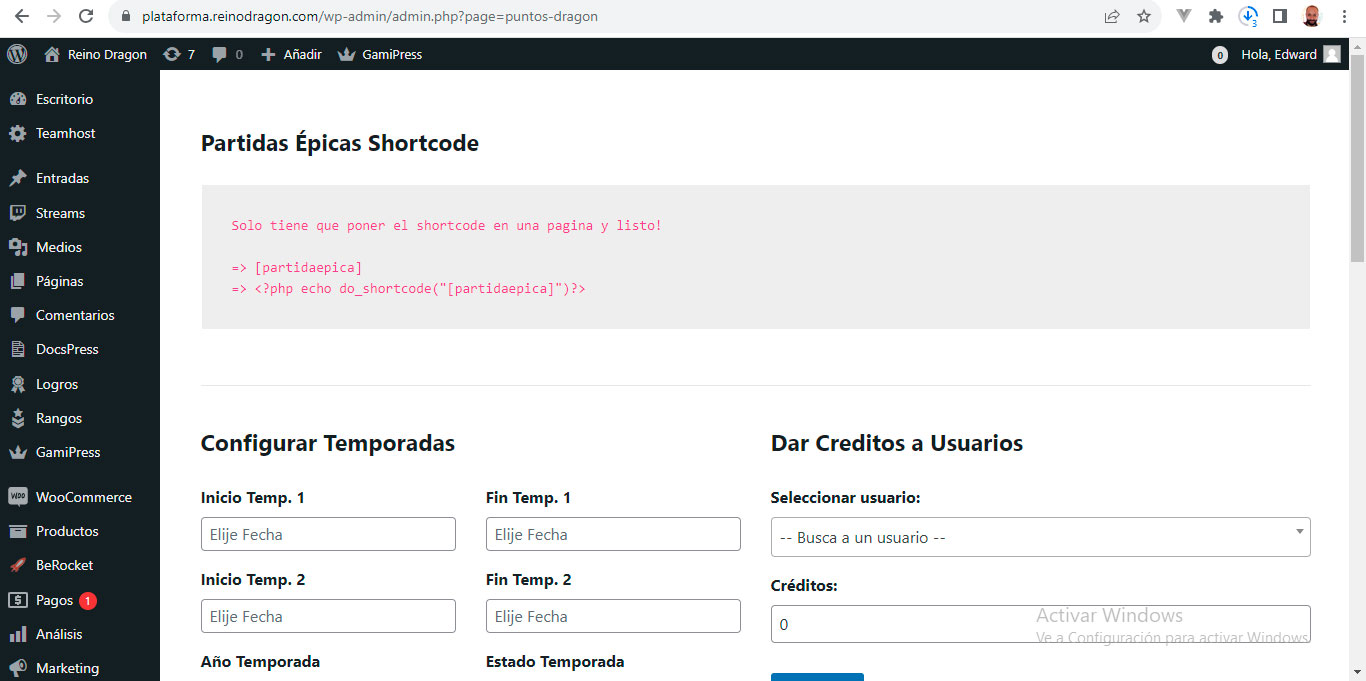 plataforma.reinodragon.com/wp-admin/admin.php?page=puntos-dragon
3
Reino Dragon 7 0 Añadir GamiPress 0 Hola, Edward
Escritorio
Teamhost
Entradas
Streams
Medios
Páginas
Comentarios
DocsPress
Logros
Rangos
GamiPress
WOO WooCommerce
Productos
BeRocket
Pagos 1
Análisis
Marketing
Partidas Épicas Shortcode
Solo tiene que poner el shortcode en una pagina y listo!
=> [partidaepica]
=> <?php echo do_shortcode("[partidaepica]")?>
Configurar Temporadas
Inicio Temp. 1 Fin Temp. 1
Elije Fecha Elije Fecha
Inicio Temp. 2 Fin Temp. 2
Elije Fecha Elije Fecha
Año Temporada Estado Temporada
Dar Creditos a Usuarios
Seleccionar usuario:
-- Busca a un usuario --
Créditos:
0
Activar Windows
Ve a Configuración para activar Windows.